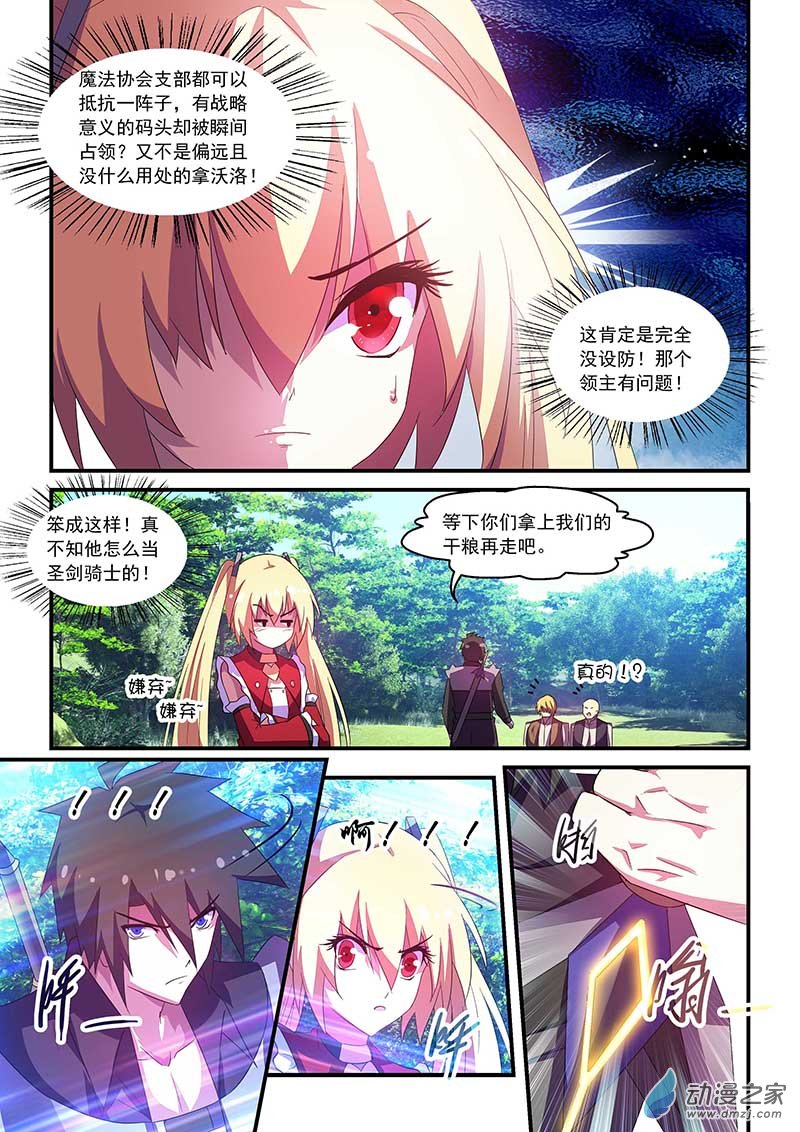 魔法协会支部都可以
抵抗一阵子，有战略
意义的码头却被瞬间
占领？又不是偏远且
没什么用处的拿沃洛！
这肯定是完全
没设防！那个
领主有问题！
笨成这样！真
不知他怎么当
圣剑骑士的！
等下你们拿上我们的
干粮再走吧。
嫌弃~
嫌弃~
真的！？
！！！
呯—
啊！！！
呯—
啪
嗡—
动漫之家
www.dmzj.com